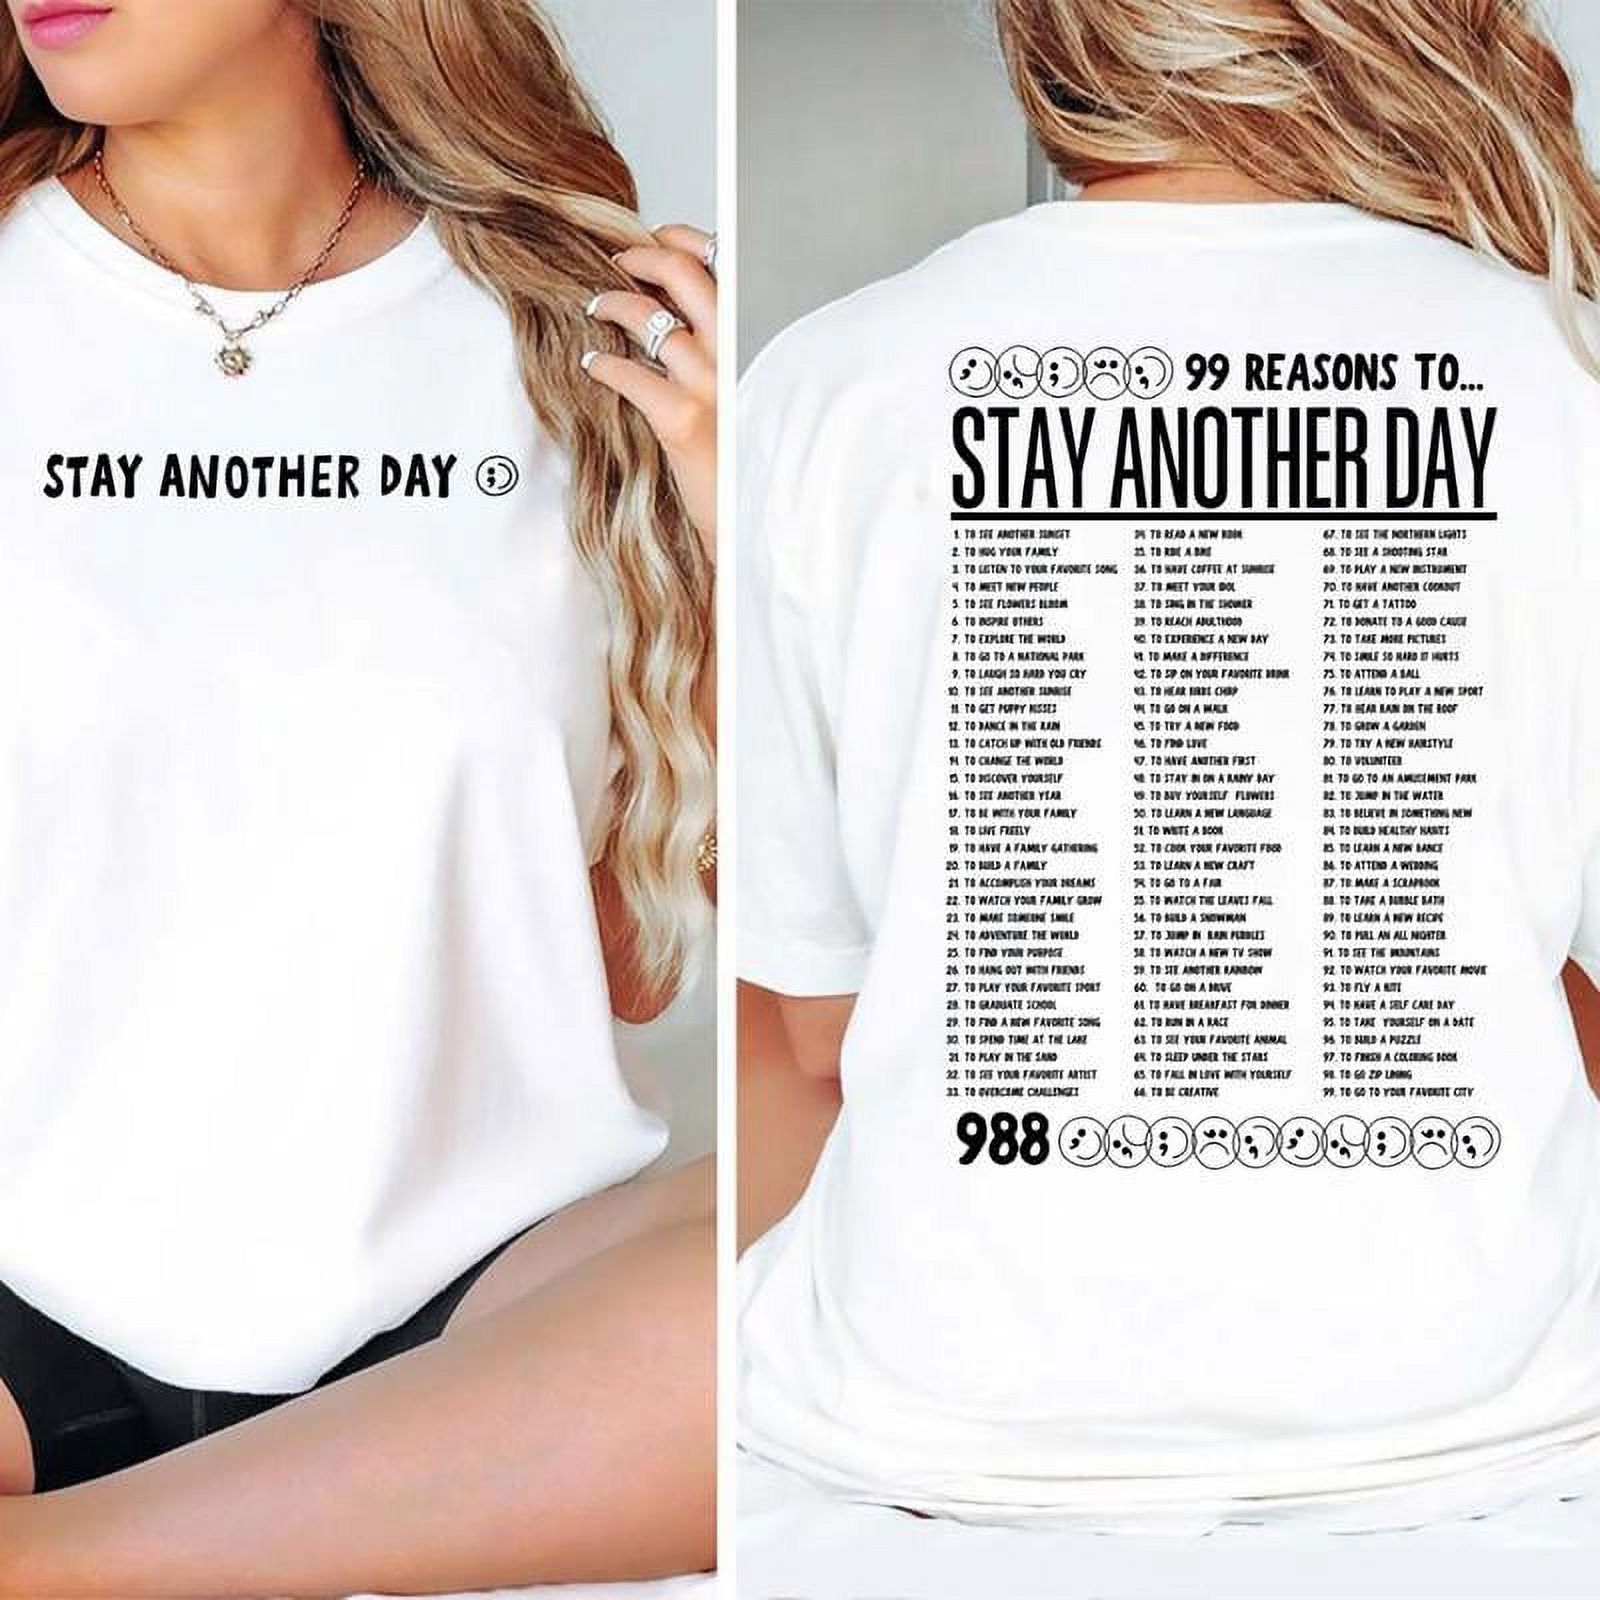 STAY ANOTHER DAY
99 REASONS TO...
STAY ANOTHER DAY
1. TO SEE ANOTHER SUNSET
2. TO HUG YOUR FAMILY
3. TO LISTEN TO YOUR FAVORITE SONG
4. TO MEET NEW PEOPLE
5. TO SEE FLOWERS BLOOM
6. TO INSPIRE OTHERS
7. TO EXPLORE THE WORLD
8. TO GO TO A NATIONAL PARK
9. TO LAUGH SO HARD YOU CRY
10. TO SEE ANOTHER SUNRISE
11. TO GET PUPPY KISSES
12. TO DANCE IN THE RAIN
13. TO CATCH UP WITH OLD FRIENDS
14. TO CHANGE THE WORLD
15. TO DISCOVER YOURSELF
16. TO SEE ANOTHER YEAR
17. TO BE WITH YOUR FAMILY
18. TO LIVE FREELY
19. TO HAVE A FAMILY GATHERING
20. TO BUILD A FAMILY
21. TO ACCOMPLISH YOUR DREAMS
22. TO WATCH YOUR FAMILY GROW
23. TO MAKE SOMEONE SMILE
24. TO ADVENTURE THE WORLD
25. TO FIND YOUR PURPOSE
26. TO HANG OUT WITH FRIENDS
27. TO PLAY YOUR FAVORITE SPORT
28. TO GRADUATE SCHOOL
29. TO FIND A NEW FAVORITE SONG
30. TO SPEND TIME AT THE LAKE
31. TO PLAY IN THE SAND
32. TO SEE YOUR FAVORITE ARTIST
33. TO OVERCOME CHALLENGES
34. TO READ A NEW BOOK
35. TO RIDE A BIKE
36. TO HAVE COFFEE AT SUNRISE
37. TO MEET YOUR IDOL
38. TO SING IN THE SHOWER
39. TO REACH ADULTHOOD
40. TO EXPERIENCE A NEW DAY
41. TO MAKE A DIFFERENCE
42. TO SIP ON YOUR FAVORITE DRINK
43. TO HEAR BIRDS CHIRP
44. TO GO ON A WALK
45. TO TRY A NEW FOOD
46. TO FIND LOVE
47. TO HAVE ANOTHER FIRST
48. TO STAY IN ON A RAINY DAY
49. TO BUY YOURSELF FLOWERS
50. TO LEARN A NEW LANGUAGE
51. TO WRITE A BOOK
52. TO COOK YOUR FAVORITE FOOD
53. TO LEARN A NEW CRAFT
54. TO GO TO A FAIR
55. TO WATCH THE LEAVES FALL
56. TO BUILD A SNOWMAN
57. TO JUMP IN RAIN PUDDLES
58. TO WATCH A NEW TV SHOW
59. TO SEE ANOTHER RAINBOW
60. TO GO ON A DRIVE
61. TO HAVE BREAKFAST FOR DINNER
62. TO RUN IN A RACE
63. TO SEE YOUR FAVORITE ANIMAL
64. TO SLEEP UNDER THE STARS
65. TO FALL IN LOVE WITH YOURSELF
66. TO BE CREATIVE
67. TO SEE THE NORTHERN LIGHTS
68. TO SEE A SHOOTING STAR
69. TO PLAY A NEW INSTRUMENT
70. TO HAVE ANOTHER COOKOUT
71. TO GET A TATTOO
72. TO DONATE TO A GOOD CAUSE
73. TO TAKE MORE PICTURES
74. TO SMILE SO HARD IT HURTS
75. TO ATTEND A BALL
76. TO LEARN TO PLAY A NEW SPORT
77. TO HEAR RAIN ON THE ROOF
78. TO GROW A GARDEN
79. TO TRY A NEW HAIRSTYLE
80. TO VOLUNTEER
81. TO GO TO AN AMUSEMENT PARK
82. TO JUMP IN THE WATER
83. TO BELIEVE IN SOMETHING NEW
84. TO BUILD HEALTHY HABITS
85. TO LEARN A NEW DANCE
86. TO ATTEND A WEDDING
87. TO MAKE A SCRAPBOOK
88. TO TAKE A BUBBLE BATH
89. TO LEARN A NEW RECIPE
90. TO PULL AN ALL NIGHTER
91. TO SEE THE MOUNTAINS
92. TO WATCH YOUR FAVORITE MOVIE
93. TO FLY A KITE
94. TO HAVE A SELF CARE DAY
95. TO TAKE YOURSELF ON A DATE
96. TO BUILD A PUZZLE
97. TO FINISH A COLORING BOOK
98. TO GO ZIP LINING
99. TO GO TO YOUR FAVORITE CITY
988